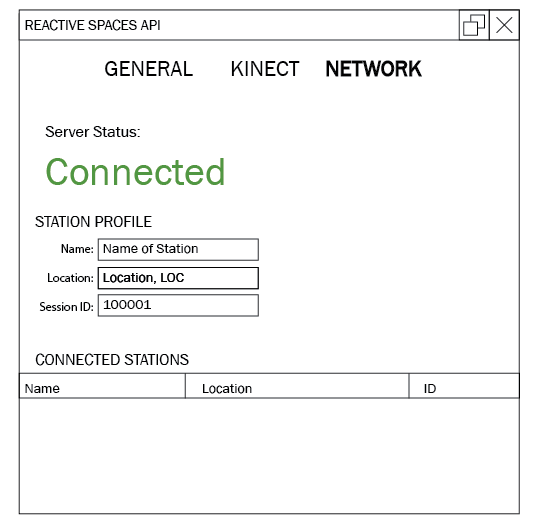 REACTIVE SPACES API
GENERAL KINECT NETWORK
Server Status:
Connected
STATION PROFILE
Name: Name of Station
Location: Location, LOC
Session ID: 100001
CONNECTED STATIONS
Name Location ID